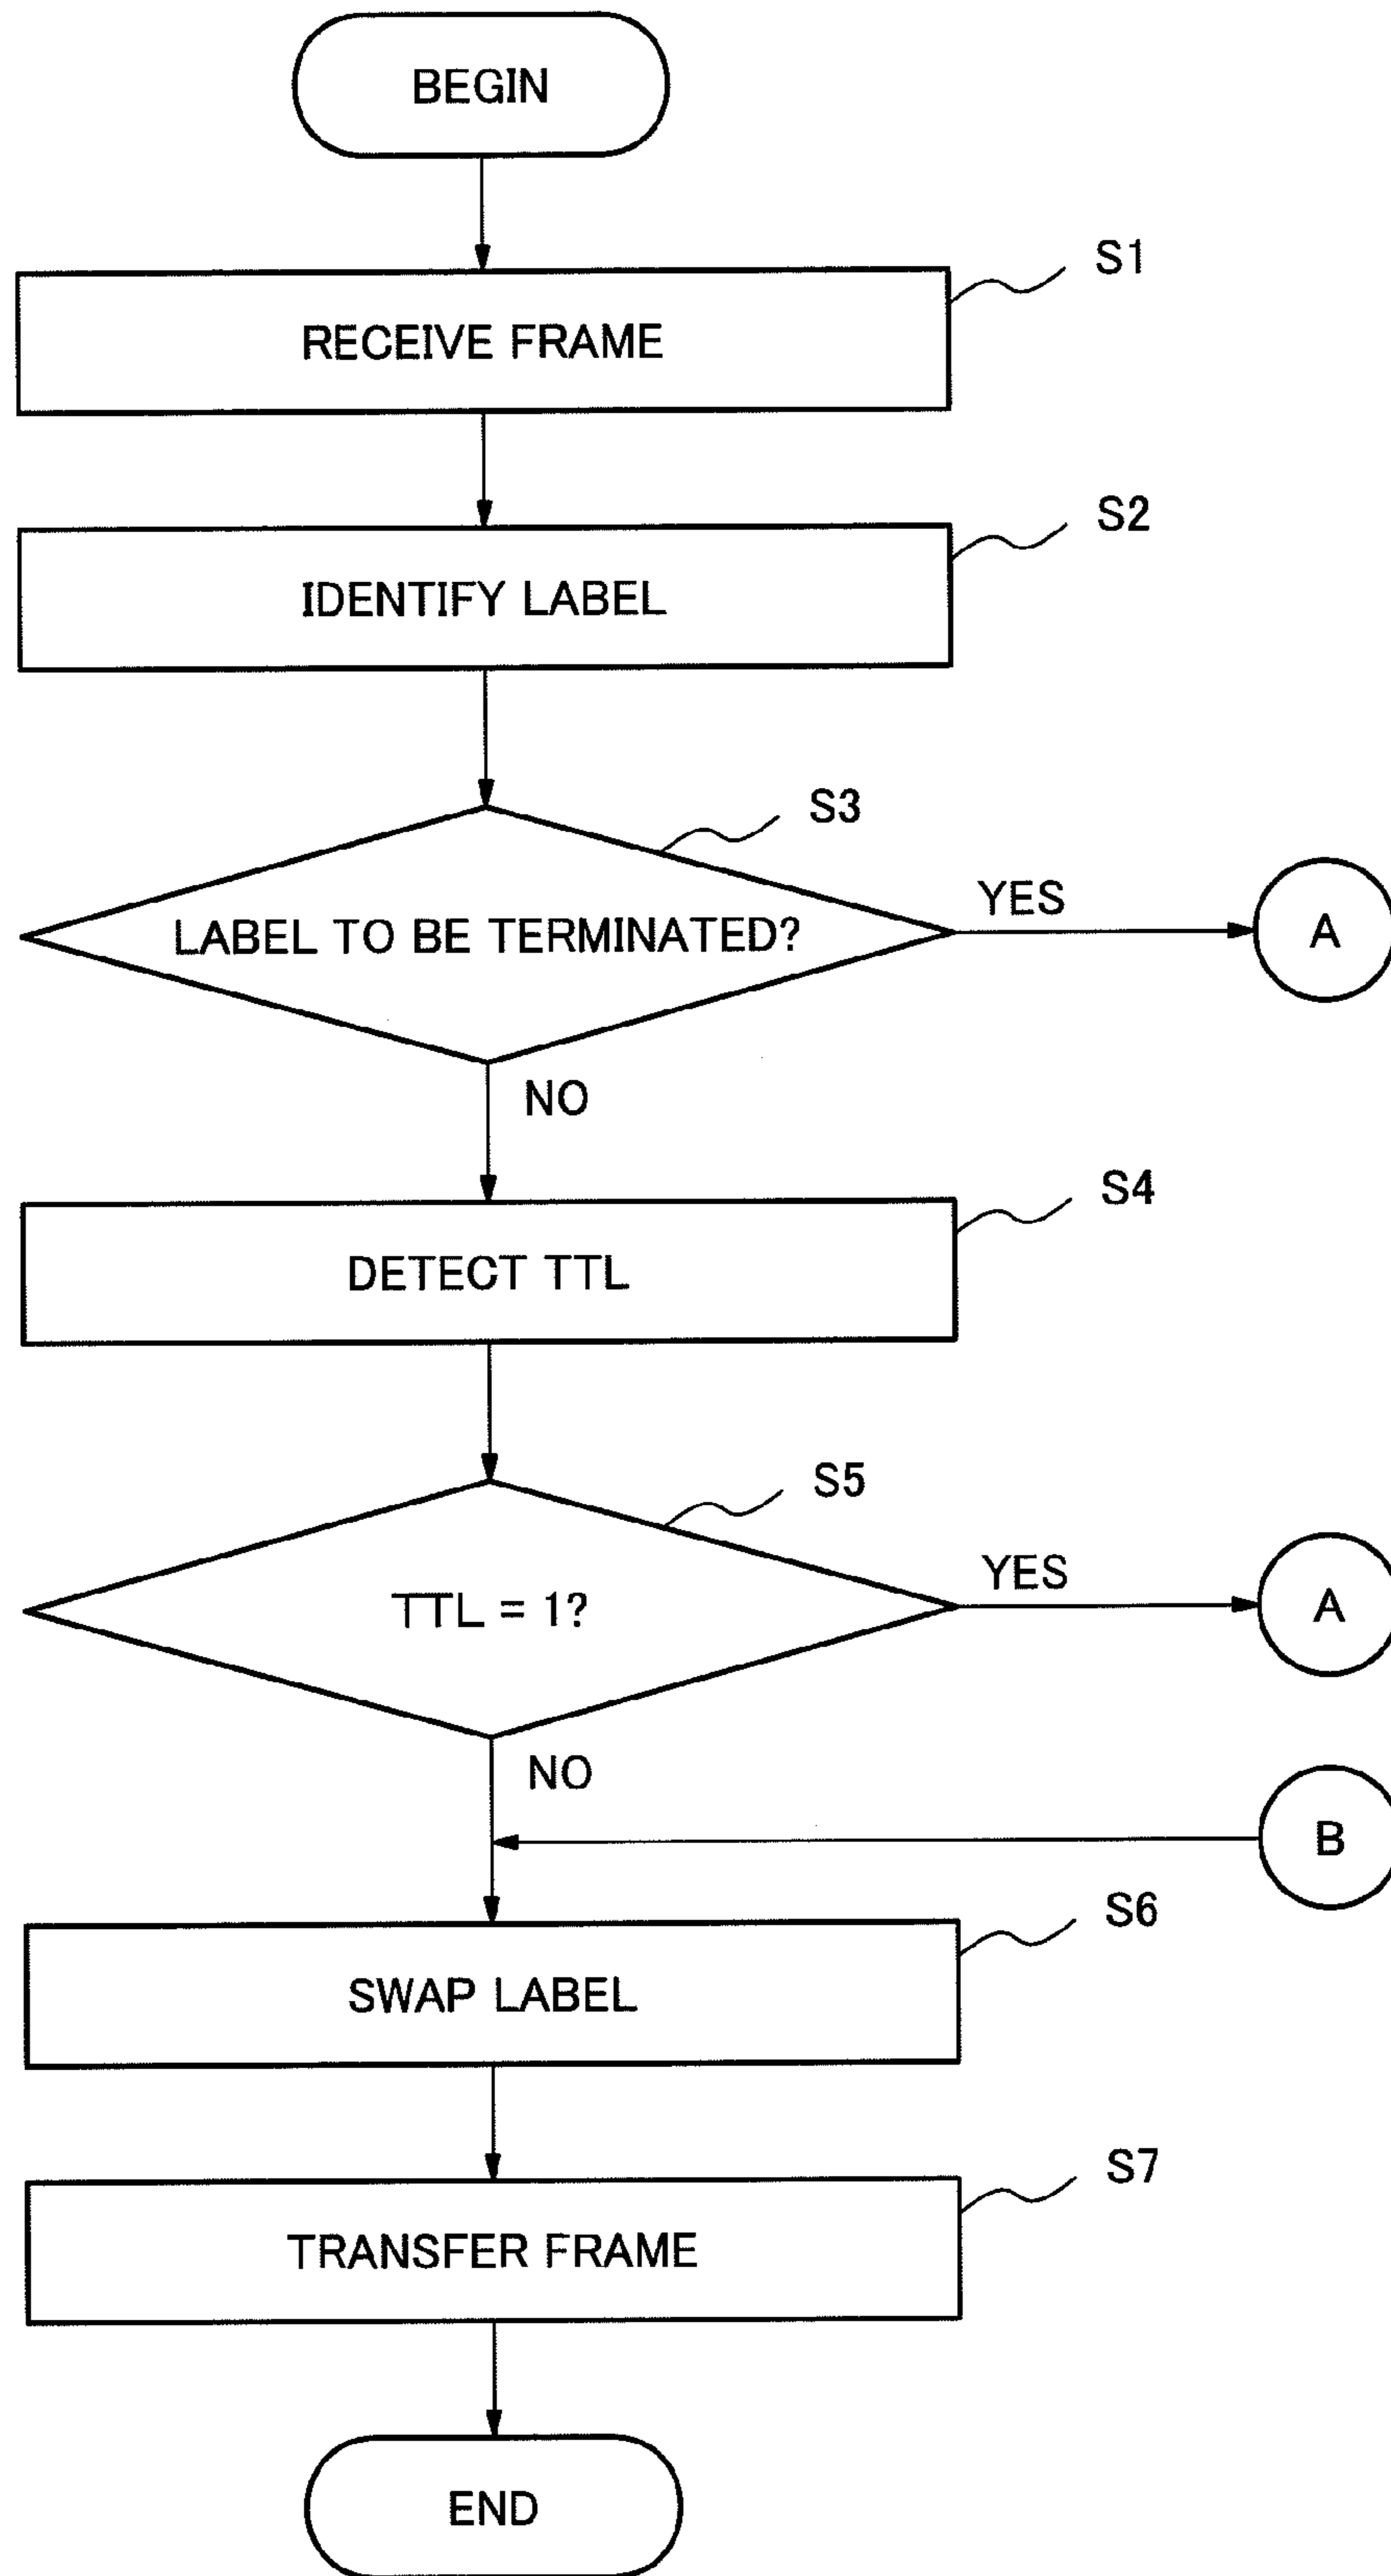 BEGIN
S1
RECEIVE FRAME
S2
IDENTIFY LABEL
S3
LABEL TO BE TERMINATED?
YES
A
NO
S4
DETECT TTL
S5
TTL = 1?
YES
A
NO
B
S6
SWAP LABEL
S7
TRANSFER FRAME
END